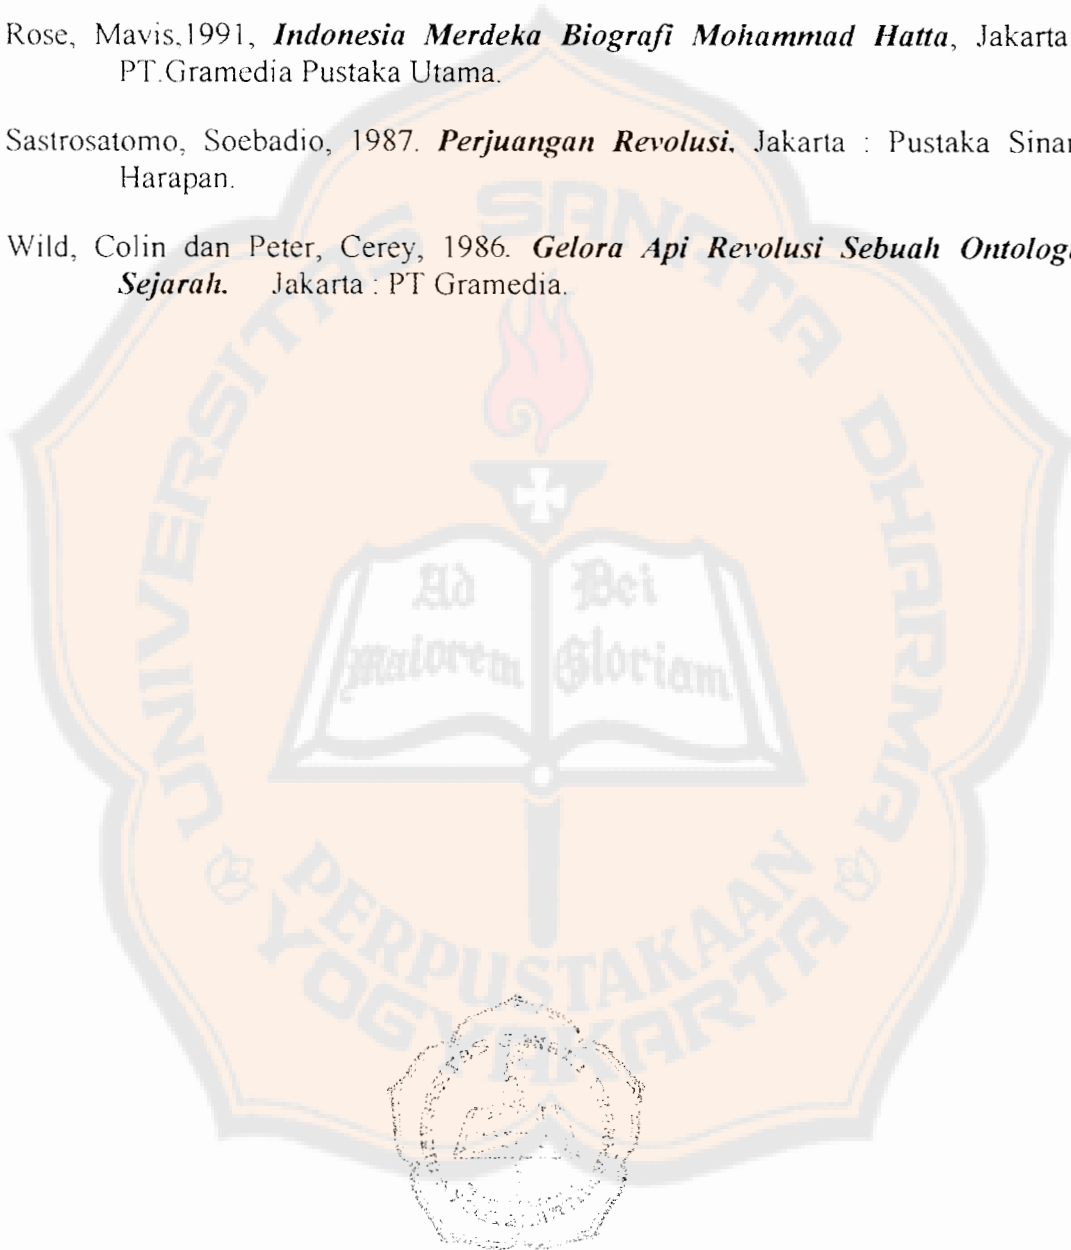 Rose, Mavis,1991, Indonesia Merdeka Biografi Mohammad Hatta, Jakarta
PT.Gramedia Pustaka Utama.
Sastrosatomo, Soebadio, 1987. Perjuangan Revolusi, Jakarta : Pustaka Sinar
Harapan.
Wild, Colin dan Peter, Cerey, 1986. Gelora Api Revolusi Sebuah Ontologi
Sejarah. Jakarta : PT Gramedia.
UNIVERSITAS SANATA DHARMA
Ad Dei
Maiorem Gloriam
PERPUSTAKAAN
YOGYAKARTA